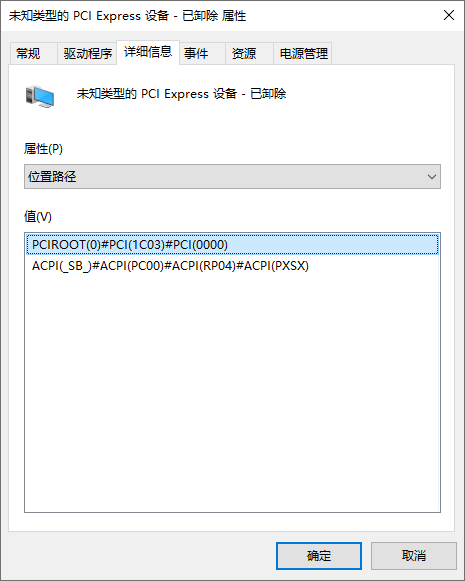 未知类型的 PCI Express 设备 - 已卸除 属性
常规 驱动程序 详细信息 事件 资源 电源管理
未知类型的 PCI Express 设备 - 已卸除
属性(P)
位置路径
值(V)
PCIROOT(0)#PCI(1C03)#PCI(0000)
ACPI(_SB_)#ACPI(PC00)#ACPI(RP04)#ACPI(PXSX)
确定 取消